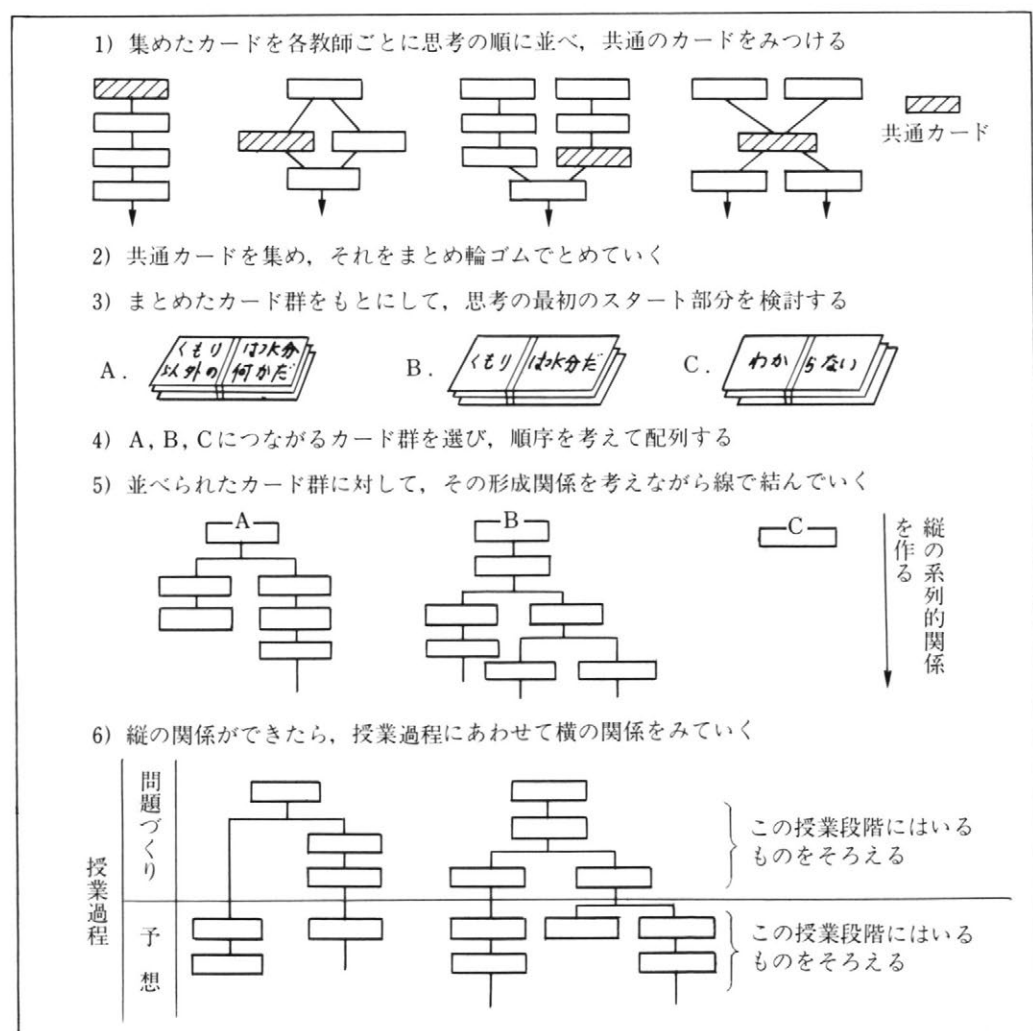 1) 集めたカードを各教師ごとに思考の順に並べ，共通のカードをみつける
共通カード
2) 共通カードを集め，それをまとめ輪ゴムでとめていく
3) まとめたカード群をもとにして，思考の最初のスタート部分を検討する
A.
くもり は水分
以外の 何かだ
B.
くもり は水分だ
C.
わか らない
4) A, B, Cにつながるカード群を選び，順序を考えて配列する
5) 並べられたカード群に対して，その形成関係を考えながら線で結んでいく
A
B
C
縦の系列的関係
を作る
6) 縦の関係ができたら，授業過程にあわせて横の関係をみていく
授業過程
問題づくり
この授業段階にはいる
ものをそろえる
予想
この授業段階にはいる
ものをそろえる